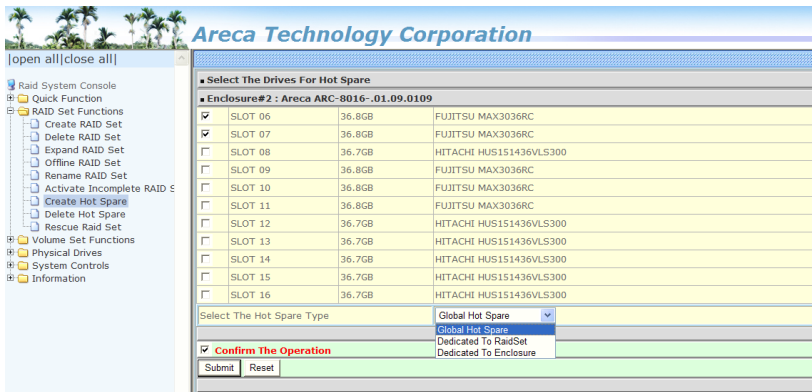 Areca Technology Corporation
|open all|close all|
Raid System Console
Quick Function
RAID Set Functions
Create RAID Set
Delete RAID Set
Expand RAID Set
Offline RAID Set
Rename RAID Set
Activate Incomplete RAID S
Create Hot Spare
Delete Hot Spare
Rescue Raid Set
Volume Set Functions
Physical Drives
System Controls
Information
Select The Drives For Hot Spare
Enclosure#2 : Areca ARC-8016-.01.09.0109
SLOT 06 36.8GB FUJITSU MAX3036RC
SLOT 07 36.8GB FUJITSU MAX3036RC
SLOT 08 36.7GB HITACHI HUS151436VLS300
SLOT 09 36.8GB FUJITSU MAX3036RC
SLOT 10 36.8GB FUJITSU MAX3036RC
SLOT 11 36.8GB FUJITSU MAX3036RC
SLOT 12 36.7GB HITACHI HUS151436VLS300
SLOT 13 36.7GB HITACHI HUS151436VLS300
SLOT 14 36.7GB HITACHI HUS151436VLS300
SLOT 15 36.7GB HITACHI HUS151436VLS300
SLOT 16 36.7GB HITACHI HUS151436VLS300
Select The Hot Spare Type Global Hot Spare
Global Hot Spare
Dedicated To RaidSet
Dedicated To Enclosure
Confirm The Operation
Submit Reset